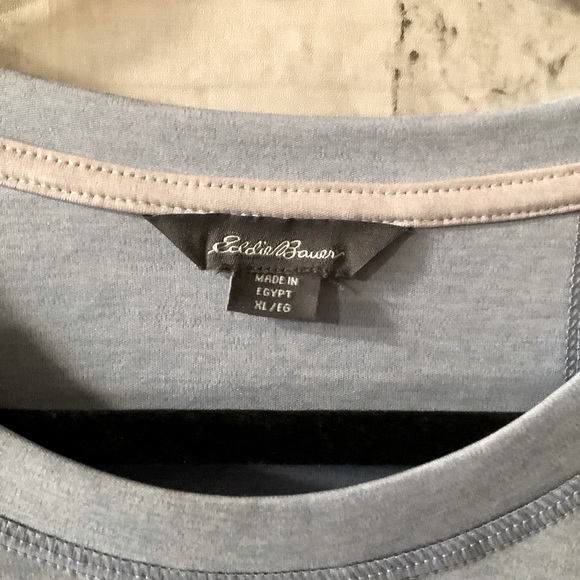 Eddie Bauer
MADE IN
EGYPT
XL/EG